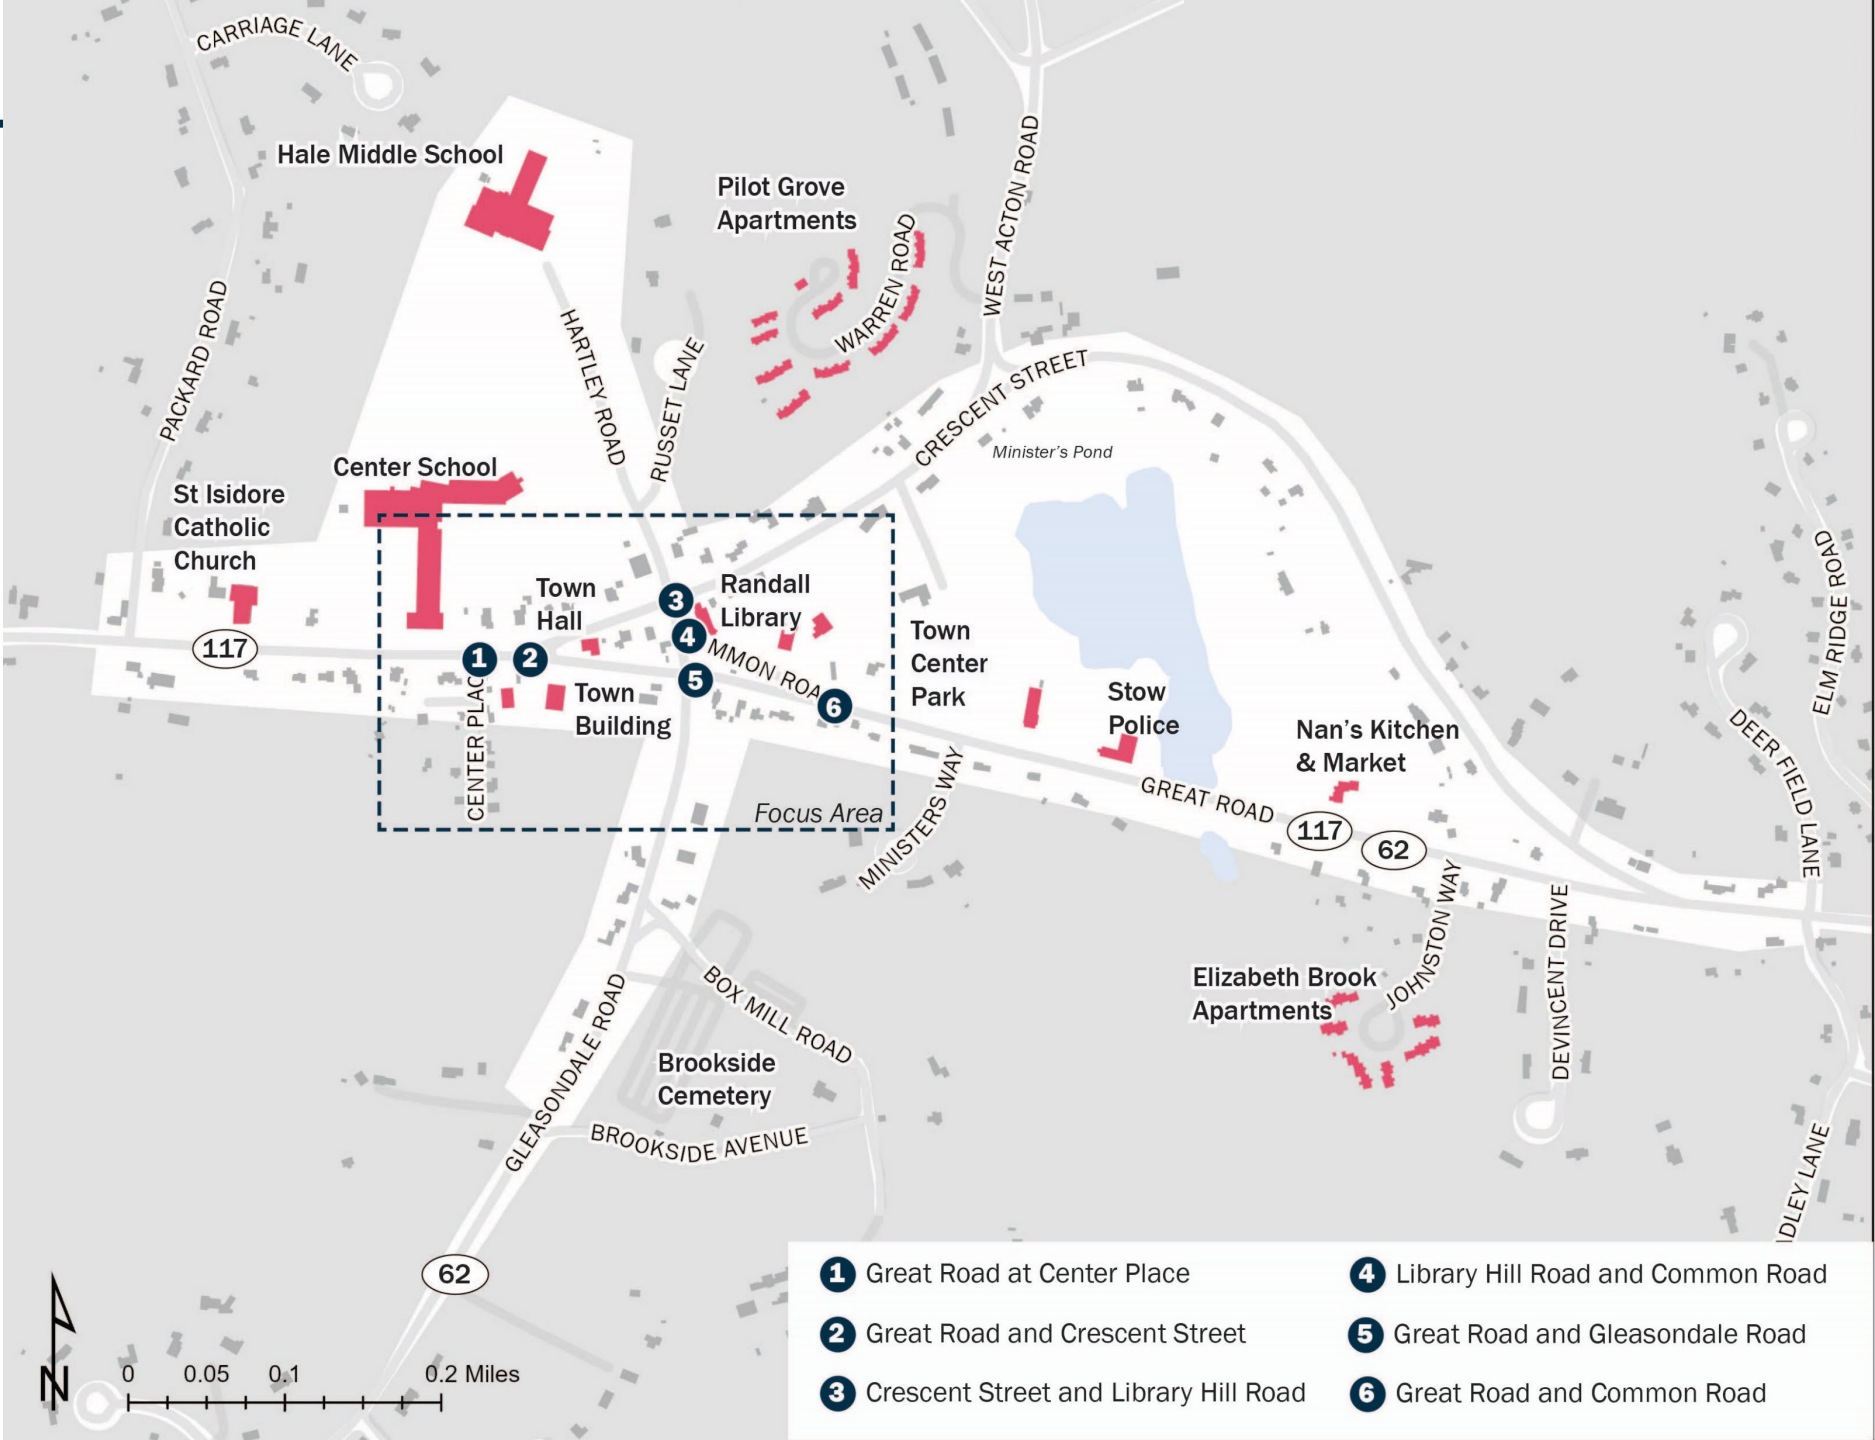 CARRIAGE LANE
Hale Middle School
Pilot Grove
Apartments
WARREN ROAD
WEST ACTON ROAD
PACKARD ROAD
HARTLEY ROAD
RUSSET LANE
CRESCENT STREET
Minister's Pond
Center School
St Isidore
Catholic
Church
117
Town
Hall
Randall
Library
3
4
1
2
MMON ROA
5
6
Town
Building
CENTER PLAC
Focus Area
Town
Center
Park
Stow
Police
Nan's Kitchen
& Market
GREAT ROAD
117
62
MINISTERS WAY
ELM RIDGE ROAD
DEER FIELD LANE
JOHNSTON WAY
DEVINCENT DRIVE
Elizabeth Brook
Apartments
BOX MILL ROAD
GLEASONDALE ROAD
Brookside
Cemetery
BROOKSIDE AVENUE
DLEY LANE
62
N
0 0.05 0.1 0.2 Miles
1 Great Road at Center Place
2 Great Road and Crescent Street
3 Crescent Street and Library Hill Road
4 Library Hill Road and Common Road
5 Great Road and Gleasondale Road
6 Great Road and Common Road